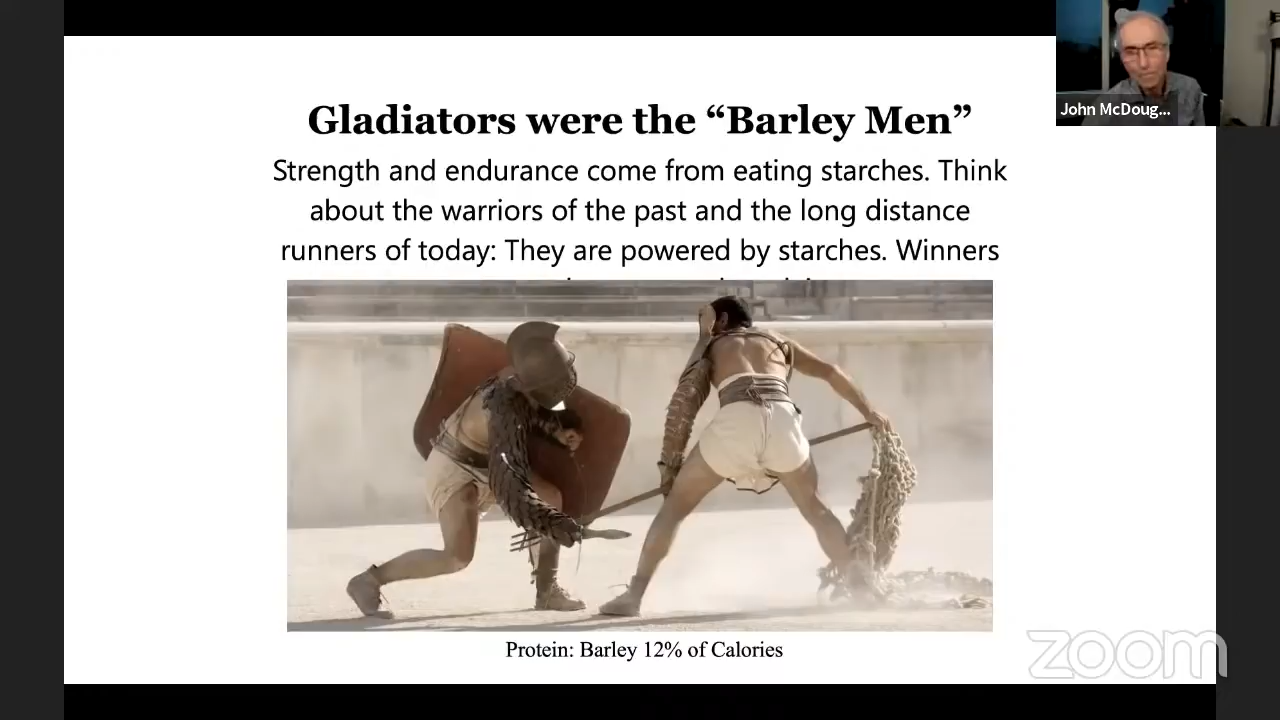 Gladiators were the “Barley Men”
Strength and endurance come from eating starches. Think
about the warriors of the past and the long distance
runners of today: They are powered by starches. Winners
Protein: Barley 12% of Calories
John McDoug...
zoom